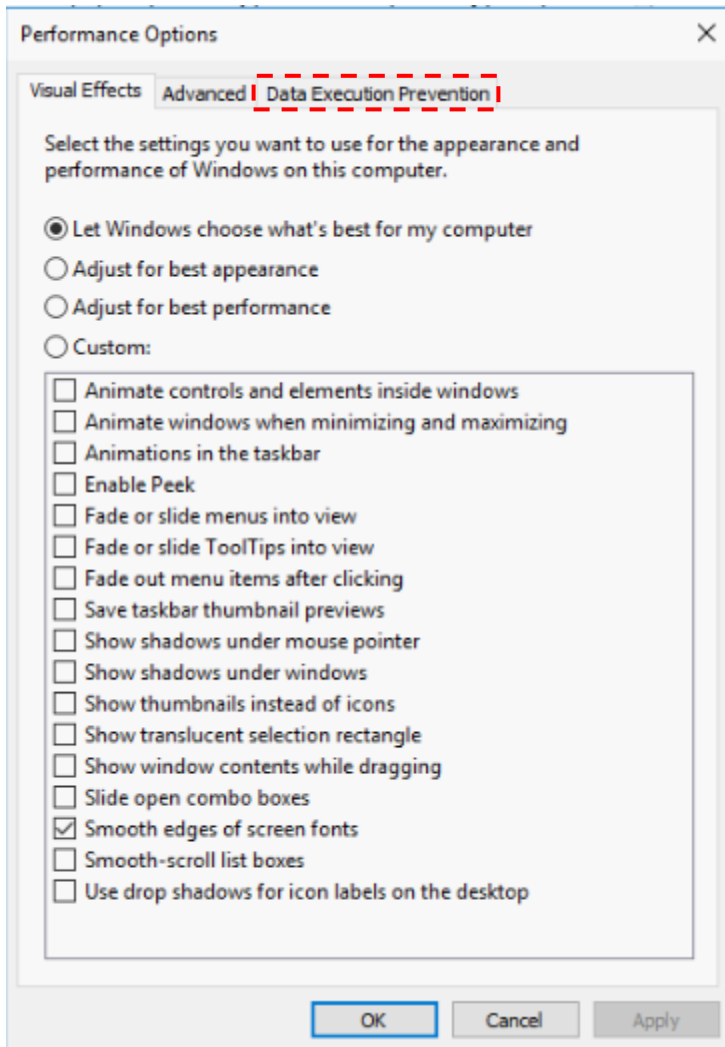 Performance Options
Visual Effects Advanced Data Execution Prevention
Select the settings you want to use for the appearance and
performance of Windows on this computer.
Let Windows choose what's best for my computer
Adjust for best appearance
Adjust for best performance
Custom:
Animate controls and elements inside windows
Animate windows when minimizing and maximizing
Animations in the taskbar
Enable Peek
Fade or slide menus into view
Fade or slide ToolTips into view
Fade out menu items after clicking
Save taskbar thumbnail previews
Show shadows under mouse pointer
Show shadows under windows
Show thumbnails instead of icons
Show translucent selection rectangle
Show window contents while dragging
Slide open combo boxes
Smooth edges of screen fonts
Smooth-scroll list boxes
Use drop shadows for icon labels on the desktop
OK Cancel Apply